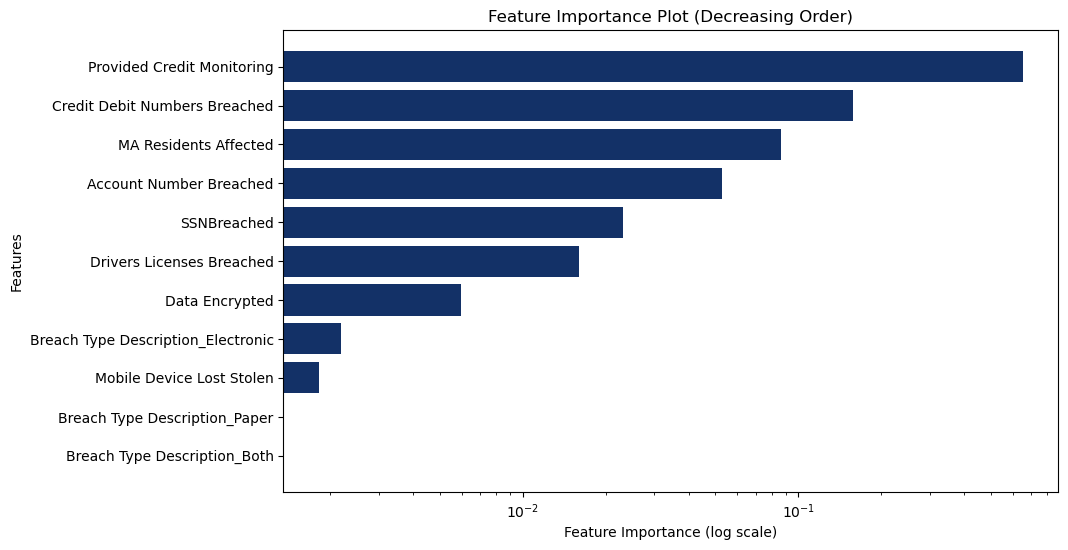 Feature Importance Plot (Decreasing Order)
Features
Provided Credit Monitoring
Credit Debit Numbers Breached
MA Residents Affected
Account Number Breached
SSNBreached
Drivers Licenses Breached
Data Encrypted
Breach Type Description_Electronic
Mobile Device Lost Stolen
Breach Type Description_Paper
Breach Type Description_Both
10⁻² 10⁻¹
Feature Importance (log scale)